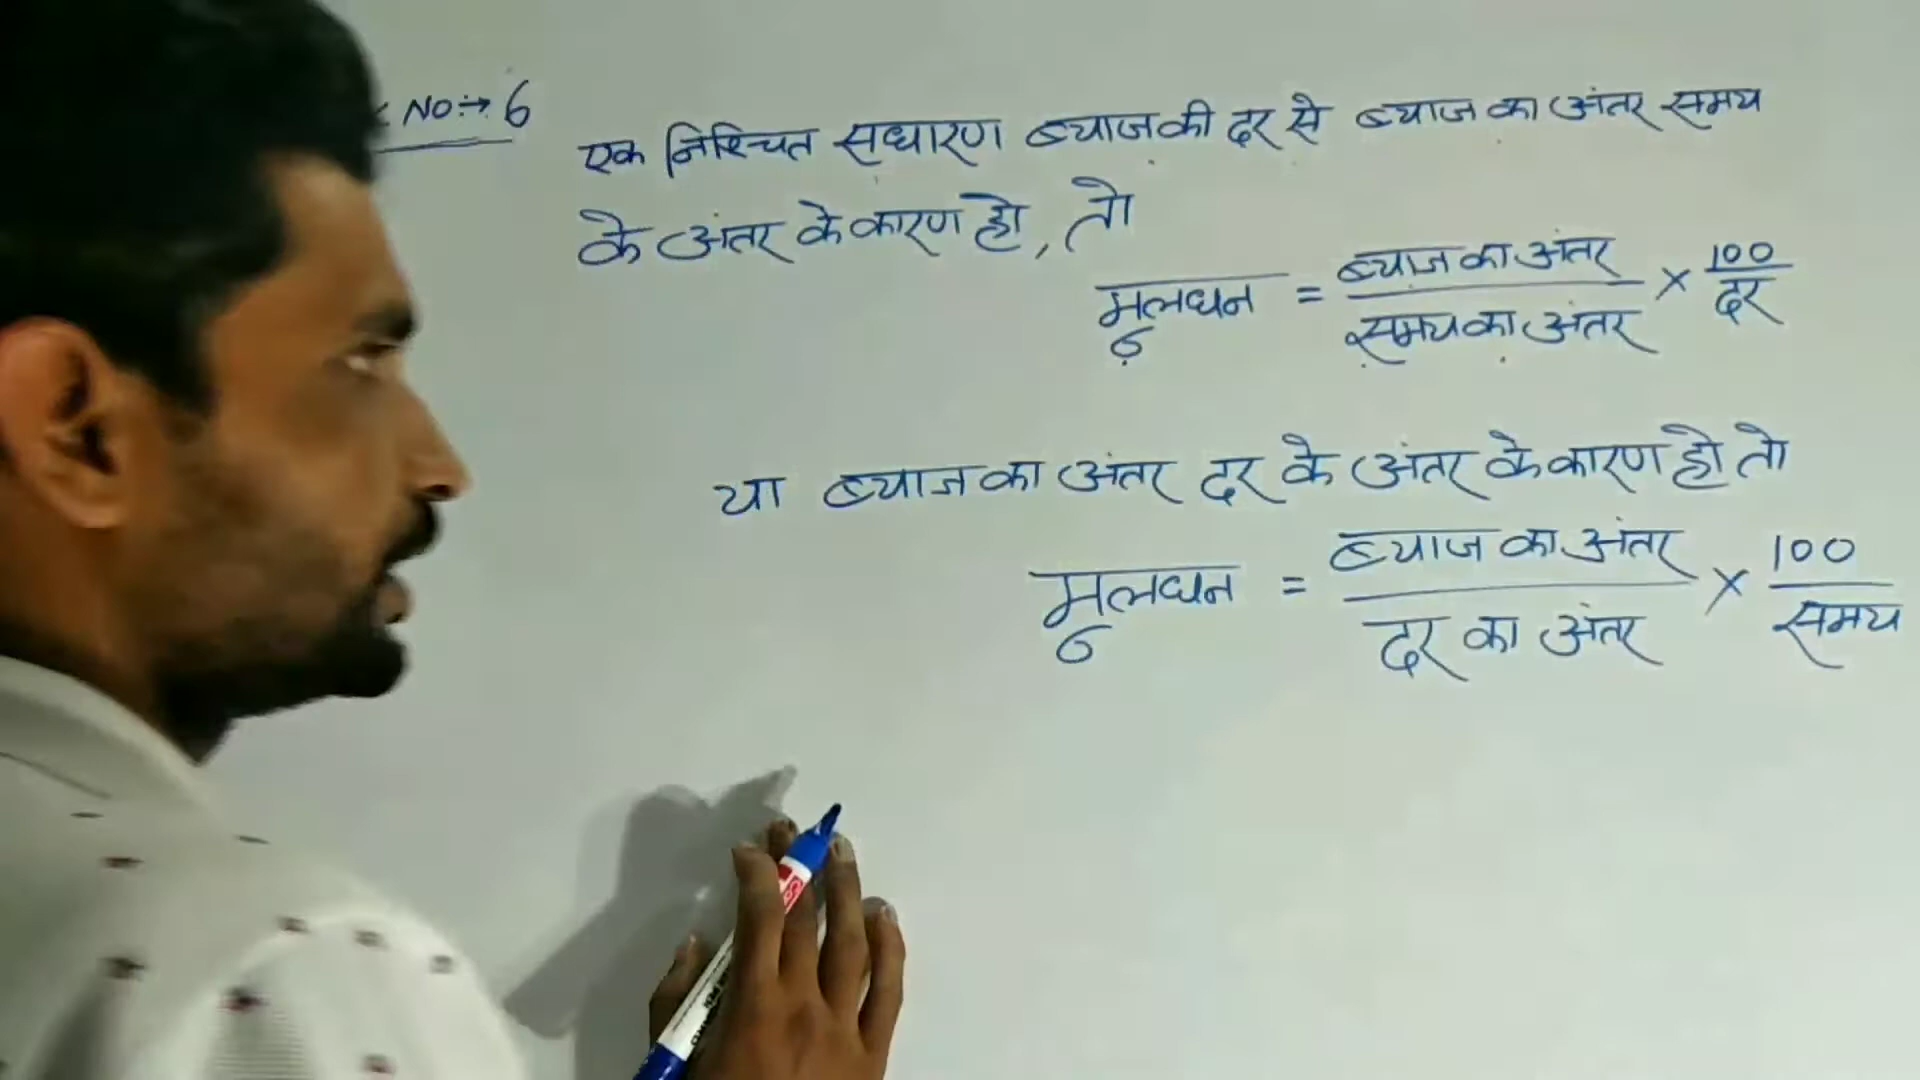 NO:→ 6
एक निश्चित सधारण ब्याज की दर से ब्याज का अंतर समय
के अंतर के कारण हो, तो
मूलधन = ब्याज का अंतर / समय का अंतर × 100 / दर
या ब्याज का अंतर दर के अंतर के कारण हो तो
मूलधन = ब्याज का अंतर / दर का अंतर × 100 / समय